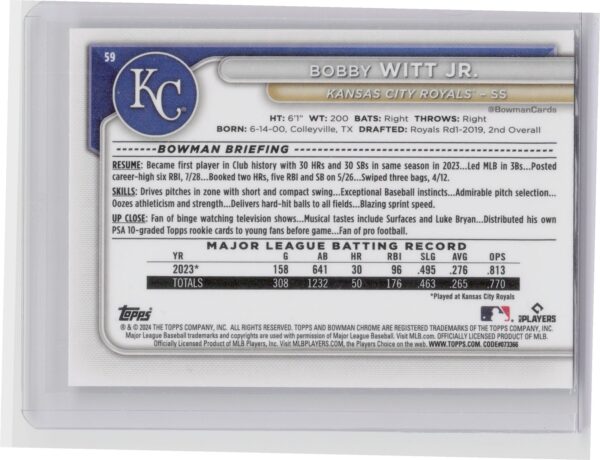 59
KC
BOBBY WITT JR.
KANSAS CITY ROYALS™ - SS
@BowmanCards
HT: 6'1" WT: 200 BATS: Right THROWS: Right
BORN: 6-14-00, Colleyville, TX DRAFTED: Royals Rd1-2019, 2nd Overall
BOWMAN BRIEFING
RESUMÉ: Became first player in Club history with 30 HRs and 30 SBs in same season in 2023...Led MLB in 3Bs...Posted
career-high six RBI, 7/28...Booked two HRs, five RBI and SB on 5/26...Swiped three bags, 4/12.
SKILLS: Drives pitches in zone with short and compact swing...Exceptional Baseball instincts...Admirable pitch selection...
Oozes athleticism and strength...Delivers hard-hit balls to all fields...Blazing sprint speed.
UP CLOSE: Fan of binge watching television shows...Musical tastes include Surfaces and Luke Bryan...Distributed his own
PSA 10-graded Topps rookie cards to young fans before game...Fan of pro football.
MAJOR LEAGUE BATTING RECORD
YR G AB HR RBI SLG AVG OPS
2023* 158 641 30 96 .495 .276 .813
TOTALS 308 1232 50 176 .463 .265 .770
*Played at Kansas City Royals
Topps
PLAYERS
® & © 2024 THE TOPPS COMPANY, INC. ALL RIGHTS RESERVED. TOPPS AND BOWMAN CHROME ARE REGISTERED TRADEMARKS OF THE TOPPS COMPANY, INC.
Major League Baseball trademarks and copyrights are used with permission of Major League Baseball. Visit MLB.com. OFFICIALLY LICENSED PRODUCT OF MLB PLAYERS, INC.
Officially Licensed Product of MLB Players, Inc. Visit MLBPLAYERS.com, the Players Choice on the web. WWW.TOPPS.COM. CODE#073366